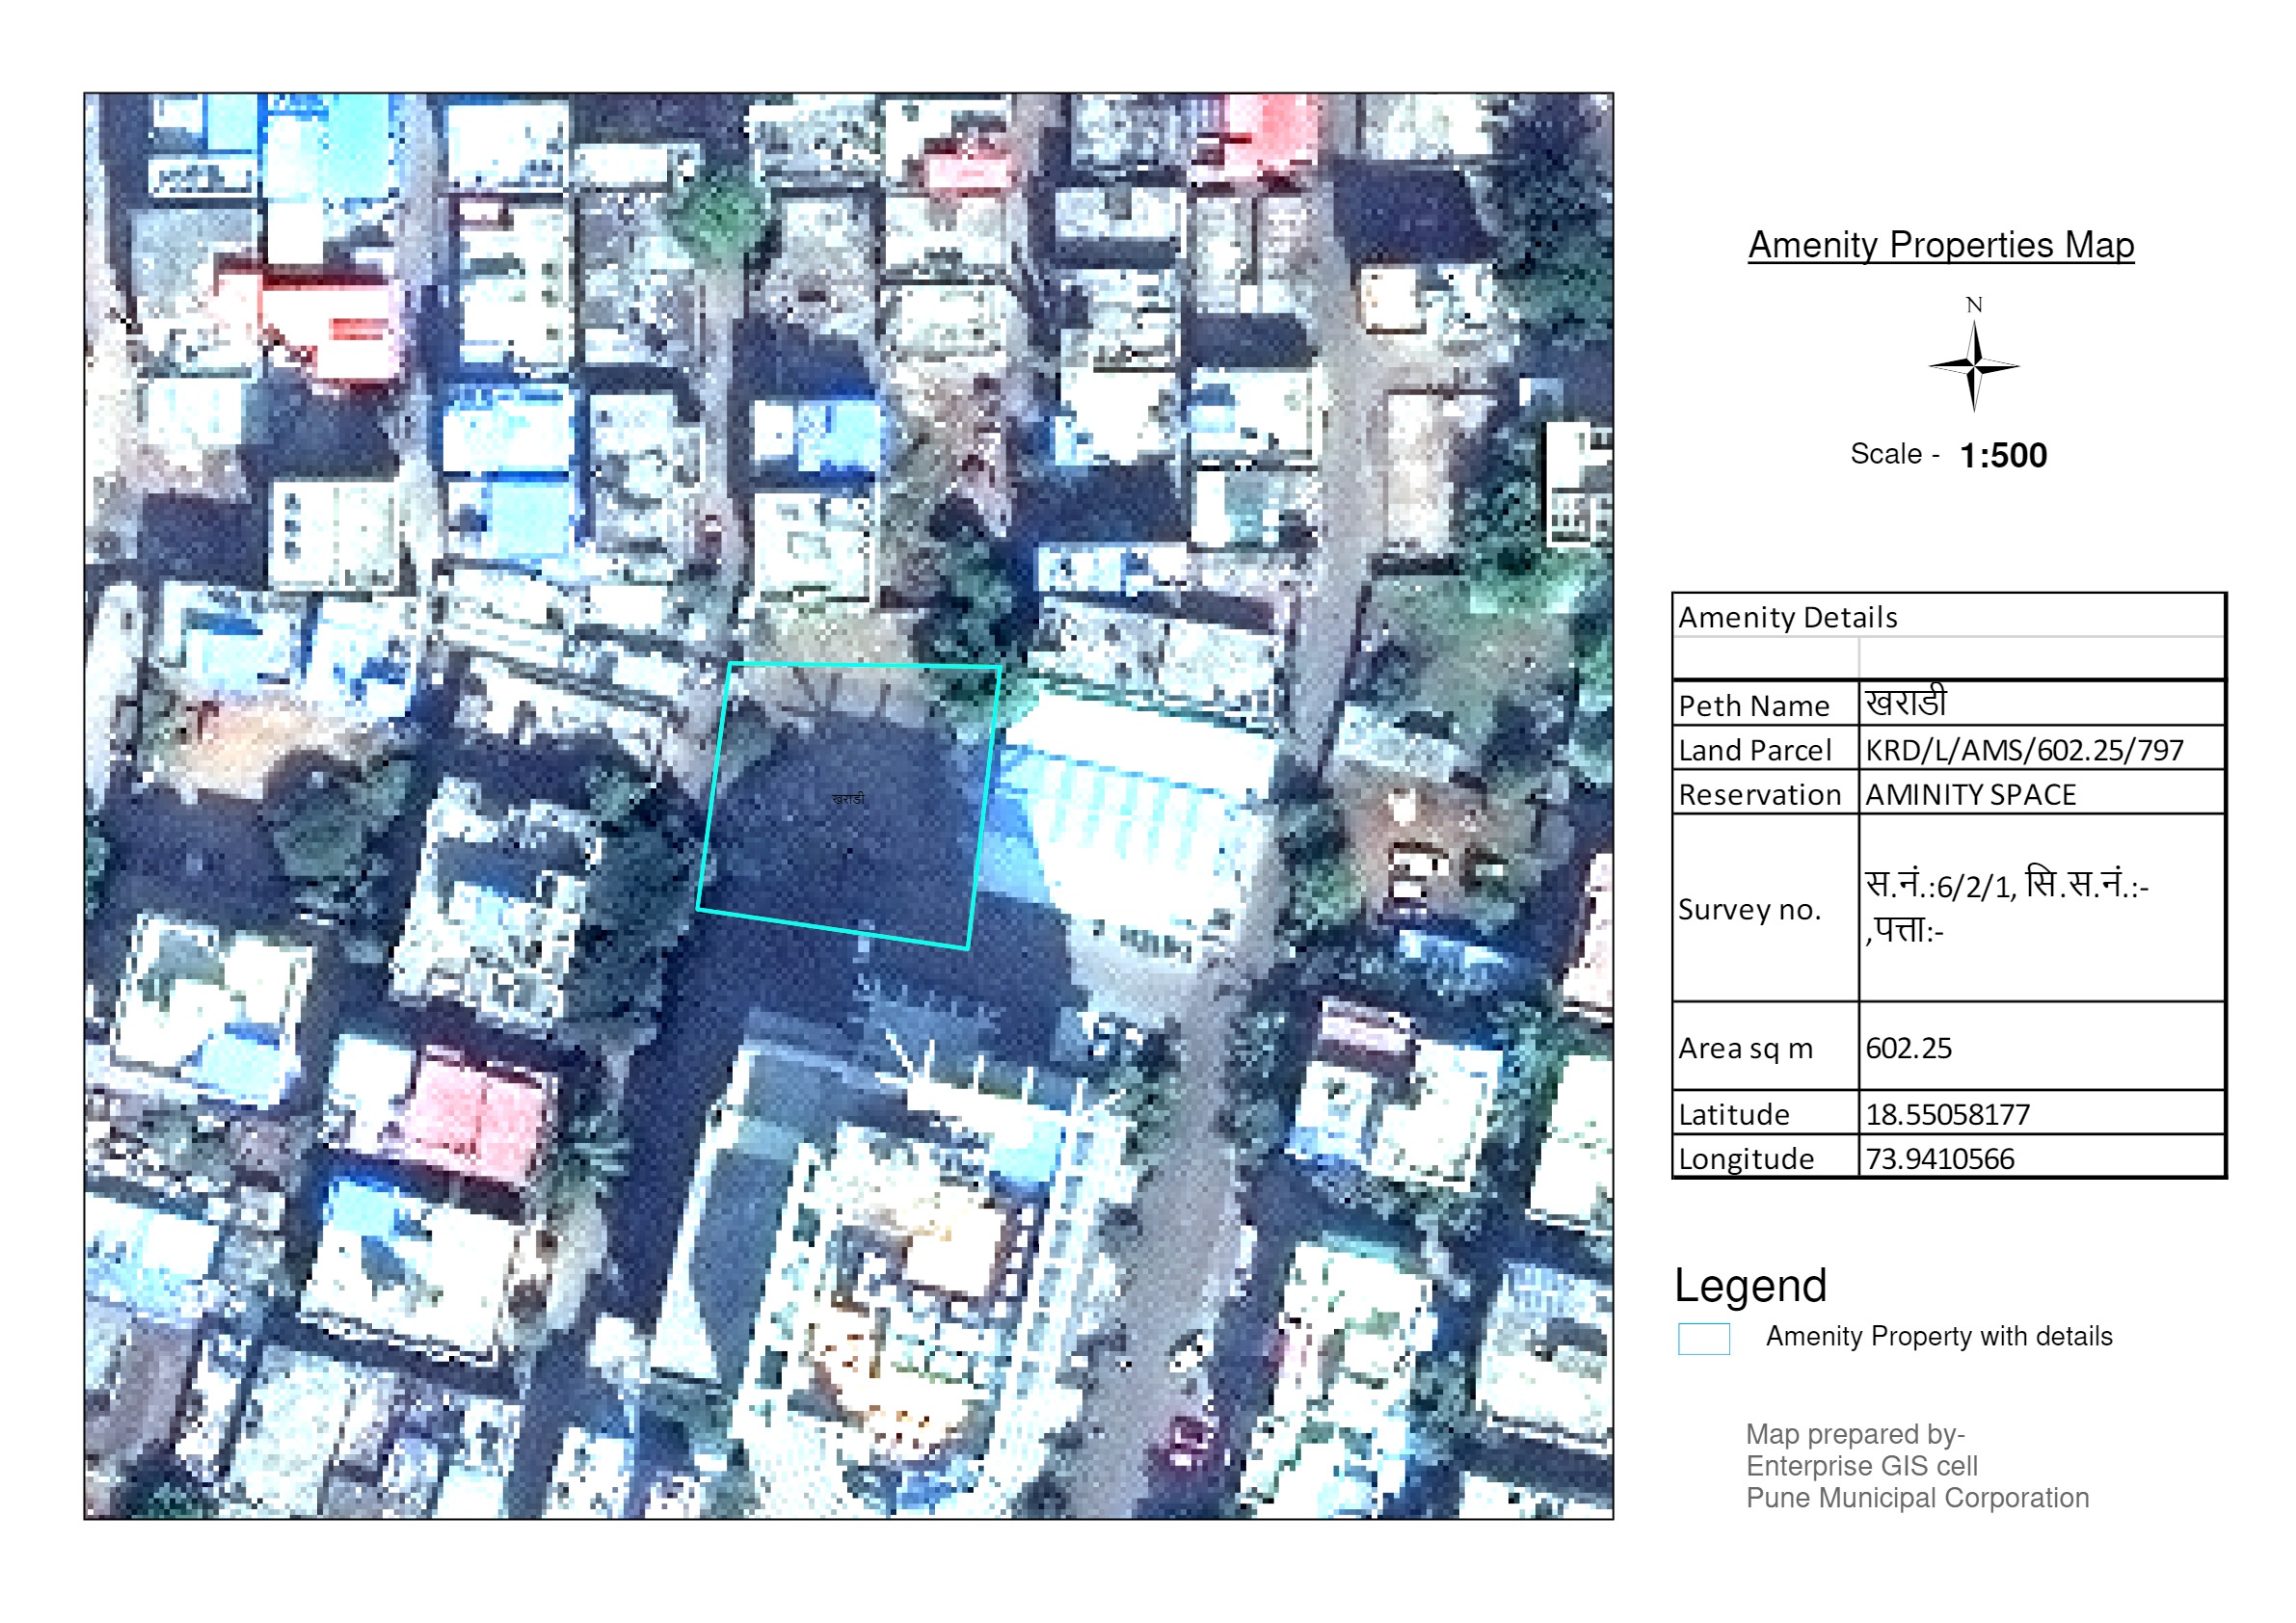 Amenity Properties Map
N
Scale - 1:500
Amenity Details
Peth Name खराडी
Land Parcel KRD/L/AMS/602.25/797
Reservation AMINITY SPACE
Survey no. स.नं.:6/2/1, सि.स.नं.:-
,पत्ता:-
Area sq m 602.25
Latitude 18.55058177
Longitude 73.9410566
खराडी
Legend
Amenity Property with details
Map prepared by-
Enterprise GIS cell
Pune Municipal Corporation